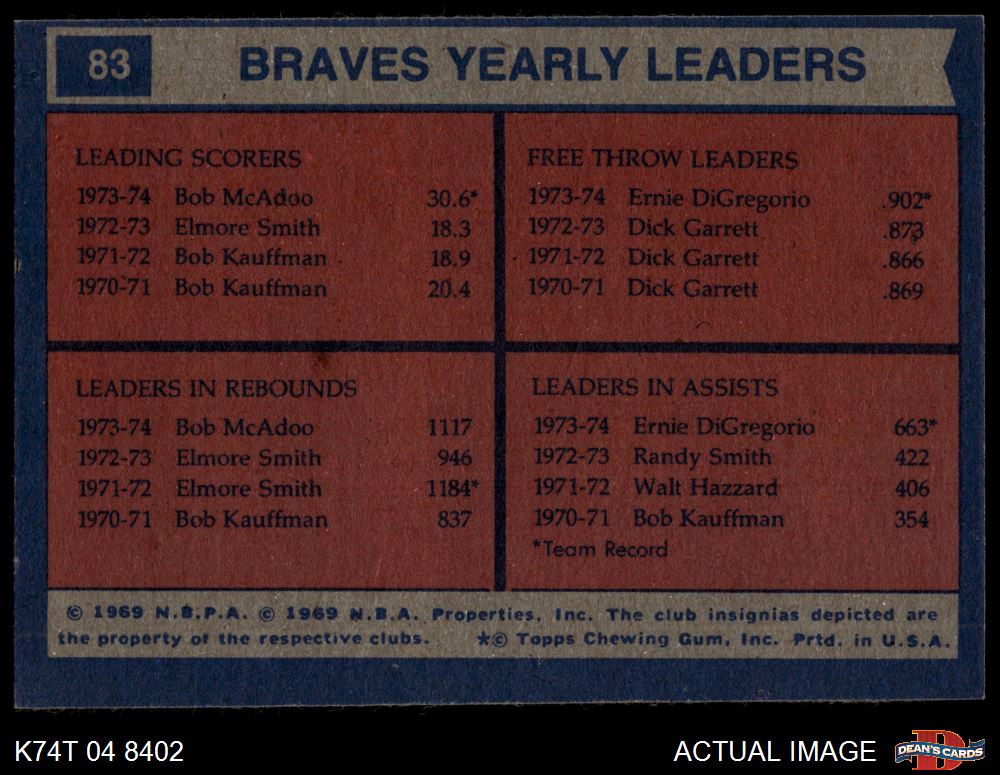 83 BRAVES YEARLY LEADERS
LEADING SCORERS
1973-74 Bob McAdoo 30.6*
1972-73 Elmore Smith 18.3
1971-72 Bob Kauffman 18.9
1970-71 Bob Kauffman 20.4
FREE THROW LEADERS
1973-74 Ernie DiGregorio .902*
1972-73 Dick Garrett .873
1971-72 Dick Garrett .866
1970-71 Dick Garrett .869
LEADERS IN REBOUNDS
1973-74 Bob McAdoo 1117
1972-73 Elmore Smith 946
1971-72 Elmore Smith 1184*
1970-71 Bob Kauffman 837
LEADERS IN ASSISTS
1973-74 Ernie DiGregorio 663*
1972-73 Randy Smith 422
1971-72 Walt Hazzard 406
1970-71 Bob Kauffman 354
*Team Record
© 1969 N.B.P.A. © 1969 N.B.A. Properties, Inc. The club insignias depicted are
the property of the respective clubs. *© Topps Chewing Gum, Inc. Prtd. in U.S.A.
K74T 04 8402 ACTUAL IMAGE D DEAN'S CARDS